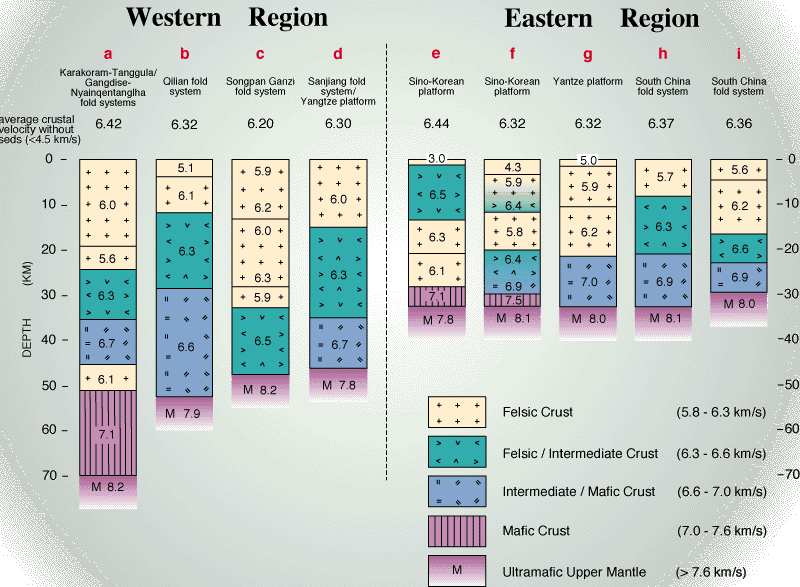 Western Region
Eastern Region
a
b
c
d
e
f
g
h
i
Karakoram-Tanggula/
Gangdise-
Nyainqentanglha
fold systems
Qilian fold
system
Songpan Ganzi
fold system
Sanjiang fold
system/
Yangtze platform
Sino-Korean
platform
Sino-Korean
platform
Yantze platform
South China
fold system
South China
fold system
average crustal
velocity without
seds (<4.5 km/s)
6.42
6.32
6.20
6.30
6.44
6.32
6.32
6.37
6.36
0
10
20
30
40
50
60
70
DEPTH (KM)
6.0
5.6
6.3
6.7
6.1
7.1
M 8.2
5.1
6.1
6.3
6.6
M 7.9
5.9
6.2
6.0
6.3
5.9
6.5
M 8.2
6.0
6.3
6.7
M 7.8
3.0
6.5
6.3
6.1
7.1
M 7.8
4.3
5.9
6.4
5.8
6.4
6.9
7.5
M 8.1
5.0
5.9
6.2
7.0
M 8.0
5.7
6.3
6.9
M 8.1
5.6
6.2
6.6
6.9
M 8.0
0
10
20
30
40
50
60
70
Felsic Crust (5.8 - 6.3 km/s)
Felsic / Intermediate Crust (6.3 - 6.6 km/s)
Intermediate / Mafic Crust (6.6 - 7.0 km/s)
Mafic Crust (7.0 - 7.6 km/s)
M Ultramafic Upper Mantle (> 7.6 km/s)